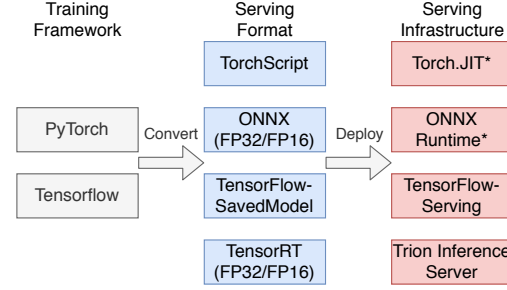 Training
Framework
Serving
Format
Serving
Infrastructure
TorchScript
Torch.JIT*
PyTorch
Convert
ONNX
(FP32/FP16)
Deploy
ONNX
Runtime*
Tensorflow
TensorFlow-
SavedModel
TensorFlow-
Serving
TensorRT
(FP32/FP16)
Trion Inference
Server